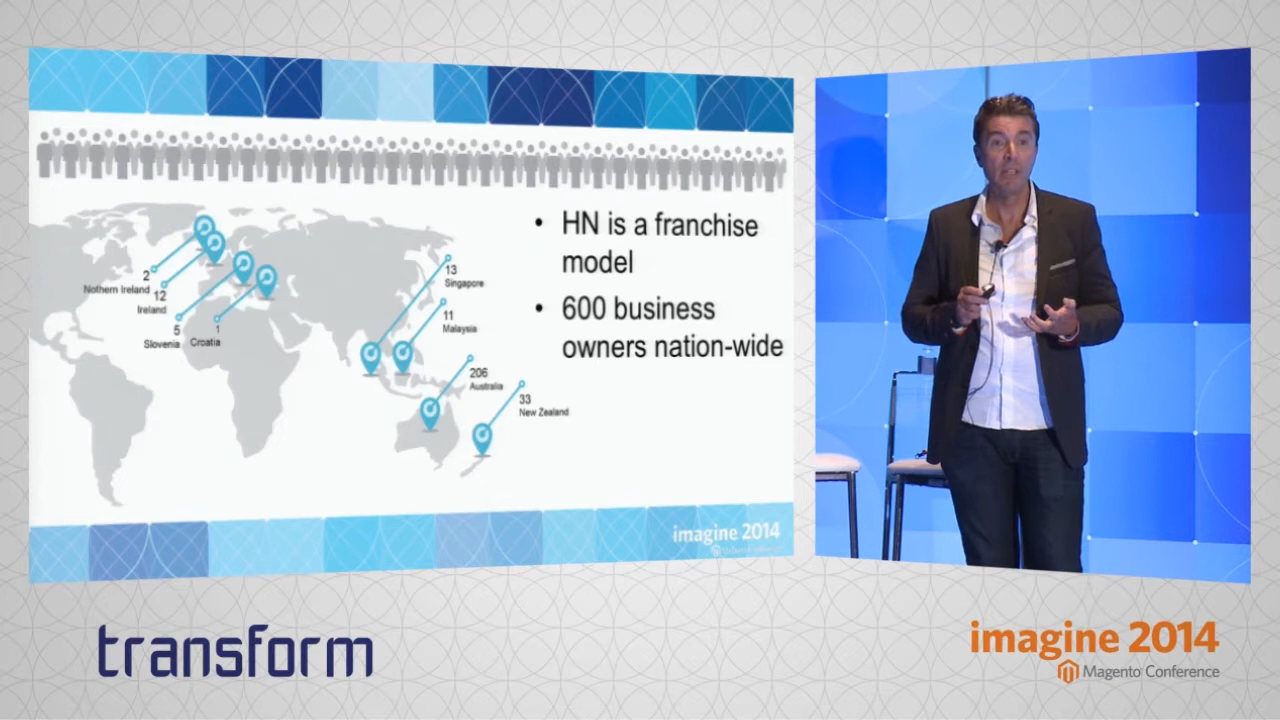 • HN is a franchise
model
• 600 business
owners nation-wide
2
Nothern Ireland
12
Ireland
5
Slovenia
1
Croatia
13
Singapore
11
Malaysia
206
Australia
33
New Zealand
imagine 2014
transform
imagine 2014
Magento Conference